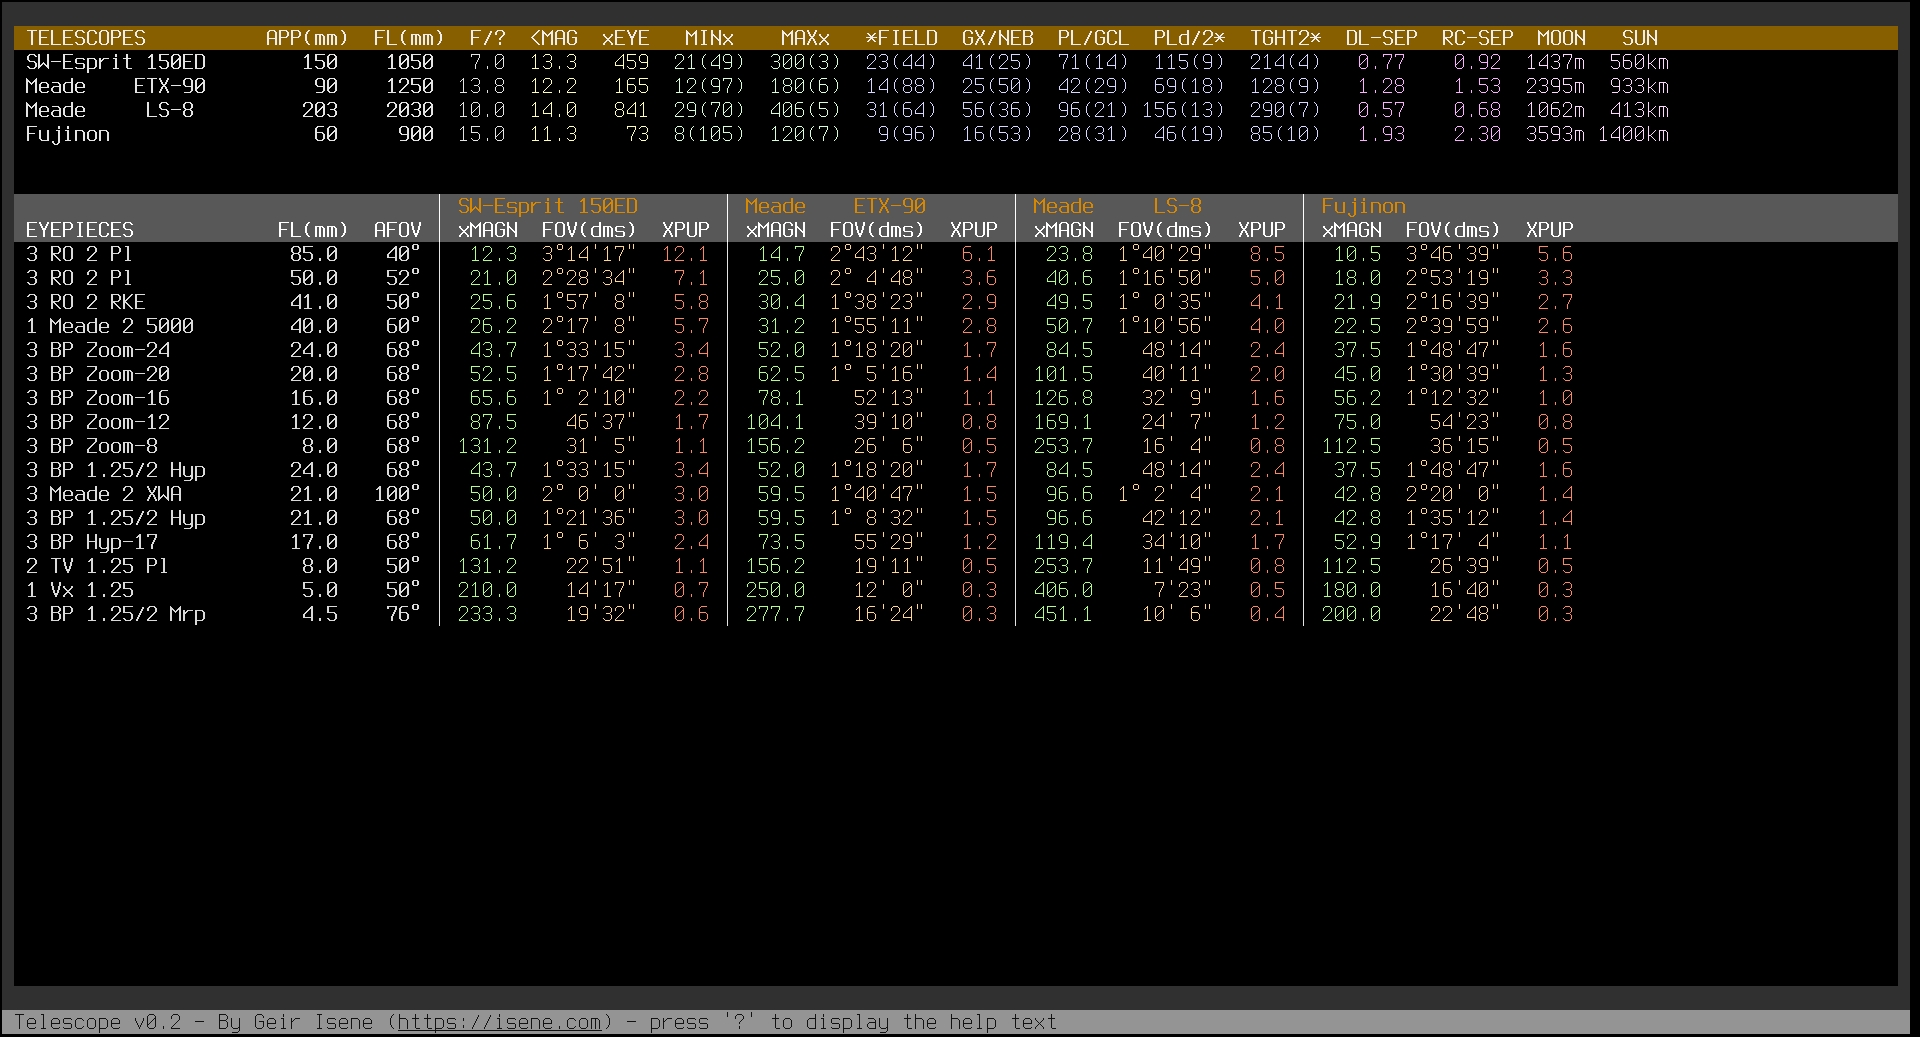 TELESCOPES APP(mm) FL(mm) F/? <MAG xEYE MINx MAXx *FIELD GX/NEB PL/GCL PLd/2* TGHT2* DL-SEP RC-SEP MOON SUN
SW-Esprit 150ED 150 1050 7.0 13.3 459 21(49) 300(3) 23(44) 41(25) 71(14) 115(9) 214(4) 0.77 0.92 1437m 560km
Meade ETX-90 90 1250 13.8 12.2 165 12(97) 180(6) 14(88) 25(50) 42(29) 69(18) 128(9) 1.28 1.53 2395m 933km
Meade LS-8 203 2030 10.0 14.0 841 29(70) 406(5) 31(64) 56(36) 96(21) 156(13) 290(7) 0.57 0.68 1062m 413km
Fujinon 60 900 15.0 11.3 73 8(105) 120(7) 9(96) 16(53) 28(31) 46(19) 85(10) 1.93 2.30 3593m 1400km
SW-Esprit 150ED Meade ETX-90 Meade LS-8 Fujinon
EYEPIECES FL(mm) AFOV xMAGN FOV(dms) XPUP xMAGN FOV(dms) XPUP xMAGN FOV(dms) XPUP xMAGN FOV(dms) XPUP
3 RO 2 Pl 85.0 40° 12.3 3°14'17" 12.1 14.7 2°43'12" 6.1 23.8 1°40'29" 8.5 10.5 3°46'39" 5.6
3 RO 2 Pl 50.0 52° 21.0 2°28'34" 7.1 25.0 2° 4'48" 3.6 40.6 1°16'50" 5.0 18.0 2°53'19" 3.3
3 RO 2 RKE 41.0 50° 25.6 1°57' 8" 5.8 30.4 1°38'23" 2.9 49.5 1° 0'35" 4.1 21.9 2°16'39" 2.7
1 Meade 2 5000 40.0 60° 26.2 2°17' 8" 5.7 31.2 1°55'11" 2.8 50.7 1°10'56" 4.0 22.5 2°39'59" 2.6
3 BP Zoom-24 24.0 68° 43.7 1°33'15" 3.4 52.0 1°18'20" 1.7 84.5 48'14" 2.4 37.5 1°48'47" 1.6
3 BP Zoom-20 20.0 68° 52.5 1°17'42" 2.8 62.5 1° 5'16" 1.4 101.5 40'11" 2.0 45.0 1°30'39" 1.3
3 BP Zoom-16 16.0 68° 65.6 1° 2'10" 2.2 78.1 52'13" 1.1 126.8 32' 9" 1.6 56.2 1°12'32" 1.0
3 BP Zoom-12 12.0 68° 87.5 46'37" 1.7 104.1 39'10" 0.8 169.1 24' 7" 1.2 75.0 54'23" 0.8
3 BP Zoom-8 8.0 68° 131.2 31' 5" 1.1 156.2 26' 6" 0.5 253.7 16' 4" 0.8 112.5 36'15" 0.5
3 BP 1.25/2 Hyp 24.0 68° 43.7 1°33'15" 3.4 52.0 1°18'20" 1.7 84.5 48'14" 2.4 37.5 1°48'47" 1.6
3 Meade 2 XWA 21.0 100° 50.0 2° 0' 0" 3.0 59.5 1°40'47" 1.5 96.6 1° 2' 4" 2.1 42.8 2°20' 0" 1.4
3 BP 1.25/2 Hyp 21.0 68° 50.0 1°21'36" 3.0 59.5 1° 8'32" 1.5 96.6 42'12" 2.1 42.8 1°35'12" 1.4
3 BP Hyp-17 17.0 68° 61.7 1° 6' 3" 2.4 73.5 55'29" 1.2 119.4 34'10" 1.7 52.9 1°17' 4" 1.1
2 TV 1.25 Pl 8.0 50° 131.2 22'51" 1.1 156.2 19'11" 0.5 253.7 11'49" 0.8 112.5 26'39" 0.5
1 Vx 1.25 5.0 50° 210.0 14'17" 0.7 250.0 12' 0" 0.3 406.0 7'23" 0.5 180.0 16'40" 0.3
3 BP 1.25/2 Mrp 4.5 76° 233.3 19'32" 0.6 277.7 16'24" 0.3 451.1 10' 6" 0.4 200.0 22'48" 0.3
Telescope v0.2 - By Geir Isene (https://isene.com) - press '?' to display the help text